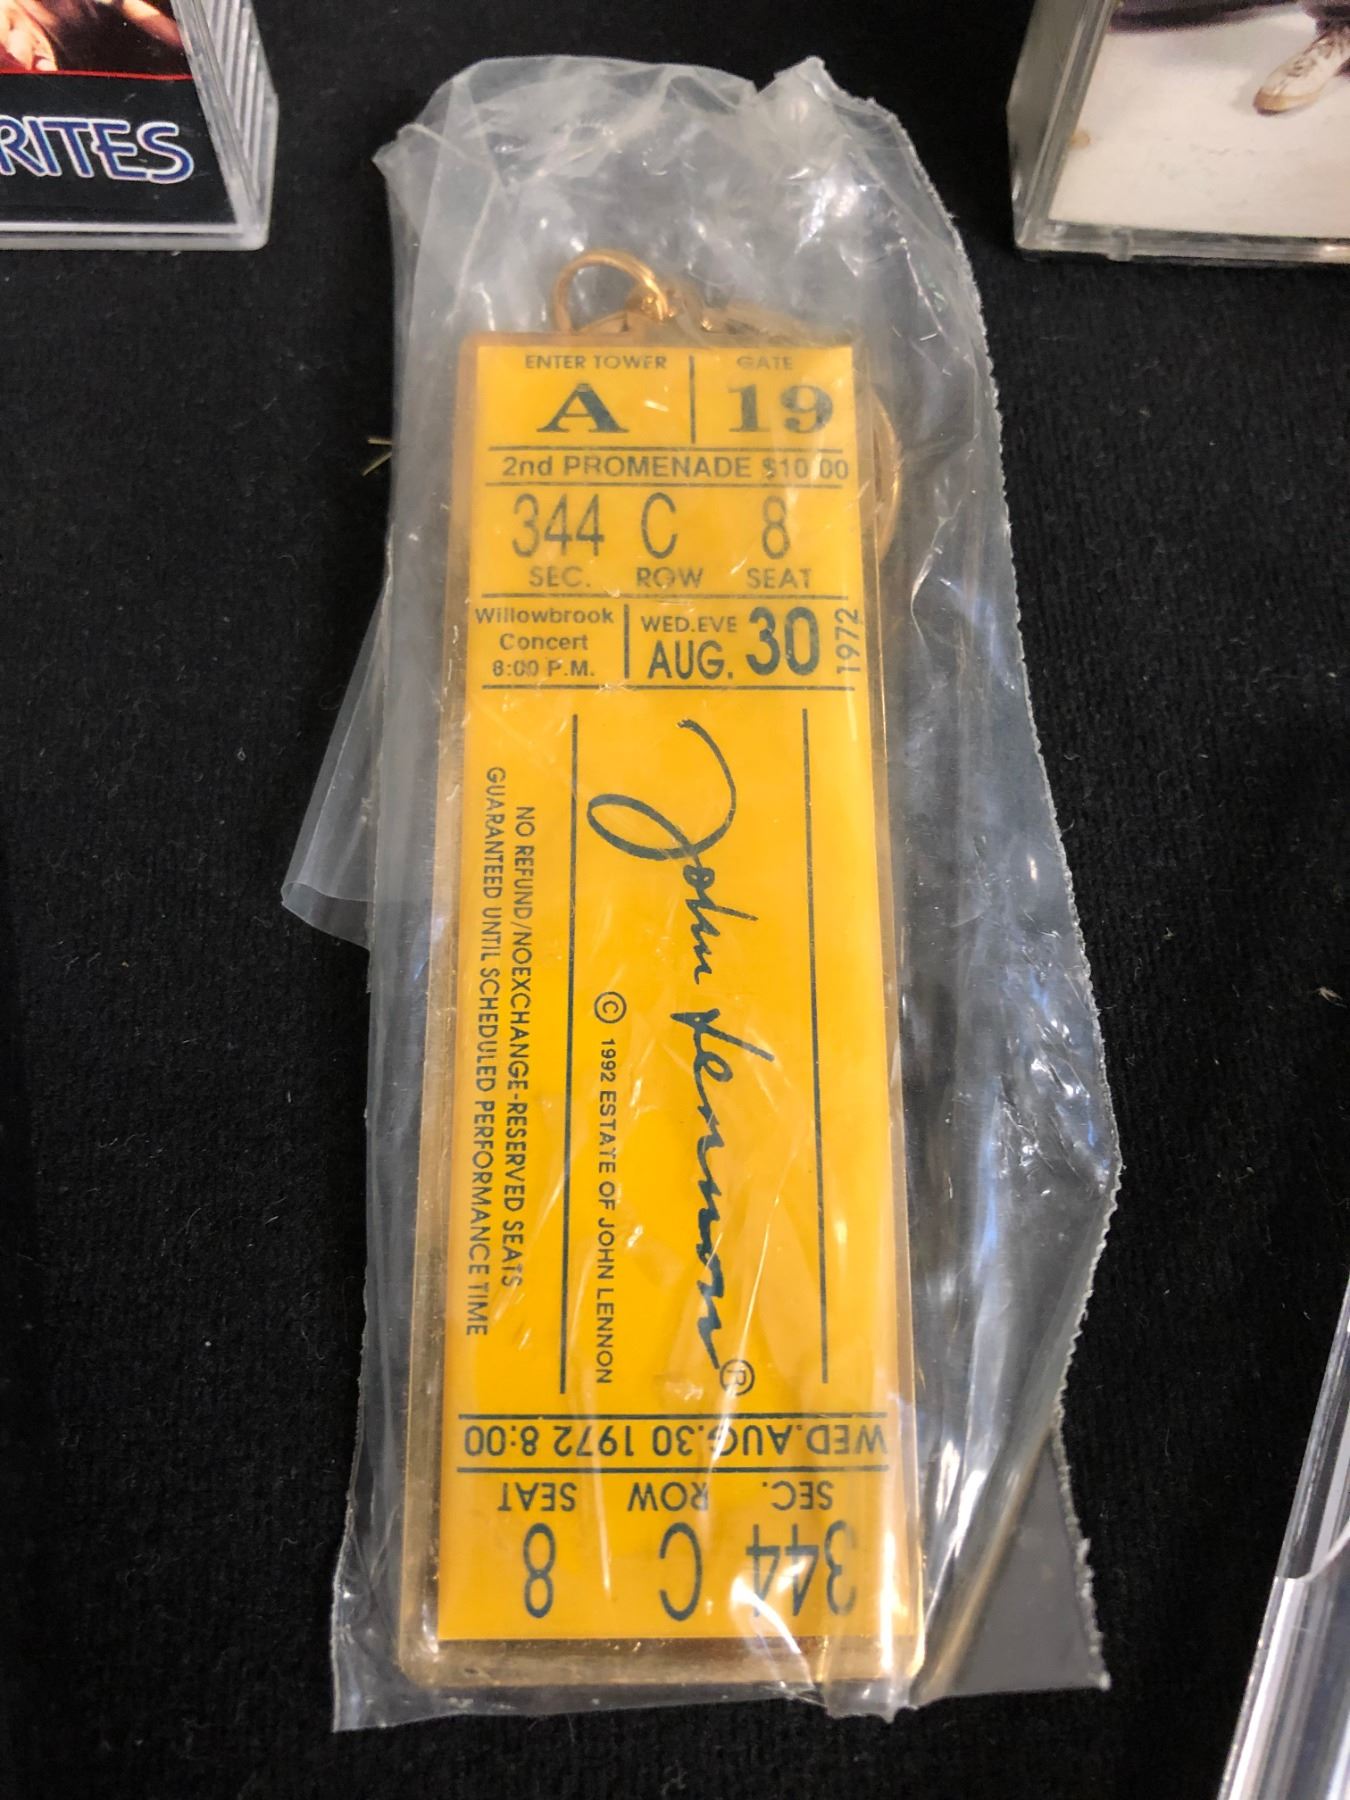 RITES
ENTER TOWER GATE
A 19
2nd PROMENADE $10.00
344 C 8
SEC. ROW SEAT
Willowbrook
Concert
8:00 P.M.
WED.EVE
AUG. 30
1972
John Lennon®
© 1992 ESTATE OF JOHN LENNON
NO REFUND/NOEXCHANGE-RESERVED SEATS
GUARANTEED UNTIL SCHEDULED PERFORMANCE TIME
WED.AUG.30 1972 8:00
SEC. ROW SEAT
344 C 8